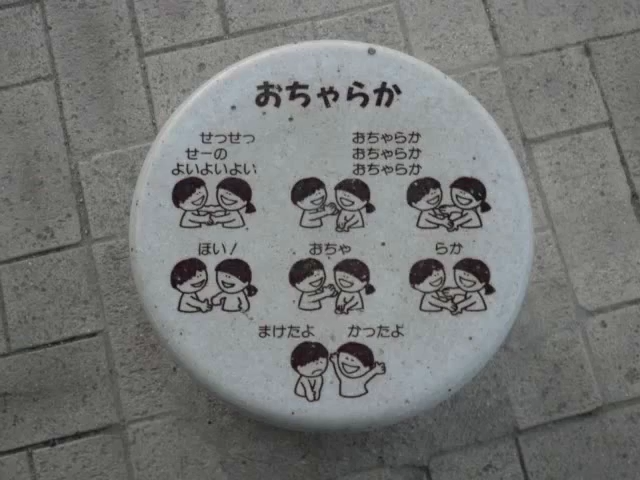 おちゃらか
せっせっ
せーの
よいよいよい
おちゃらか
おちゃらか
おちゃらか
ほい！
おちゃ
らか
まけたよ
かったよ